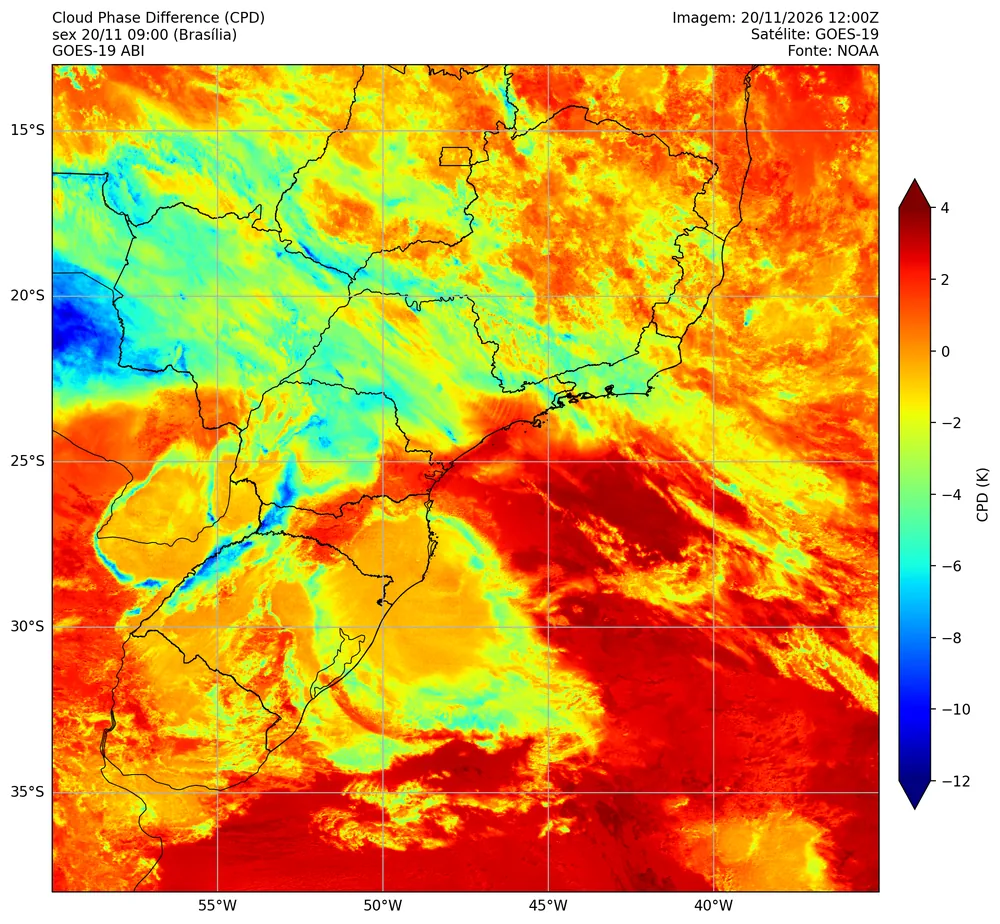 Cloud Phase Difference (CPD)
sex 20/11 09:00 (Brasília)
GOES-19 ABI
Imagem: 20/11/2026 12:00Z
Satélite: GOES-19
Fonte: NOAA
15°S
20°S
25°S
30°S
35°S
55°W
50°W
45°W
40°W
4
2
0
−2
−4
−6
−8
−10
−12
CPD (K)